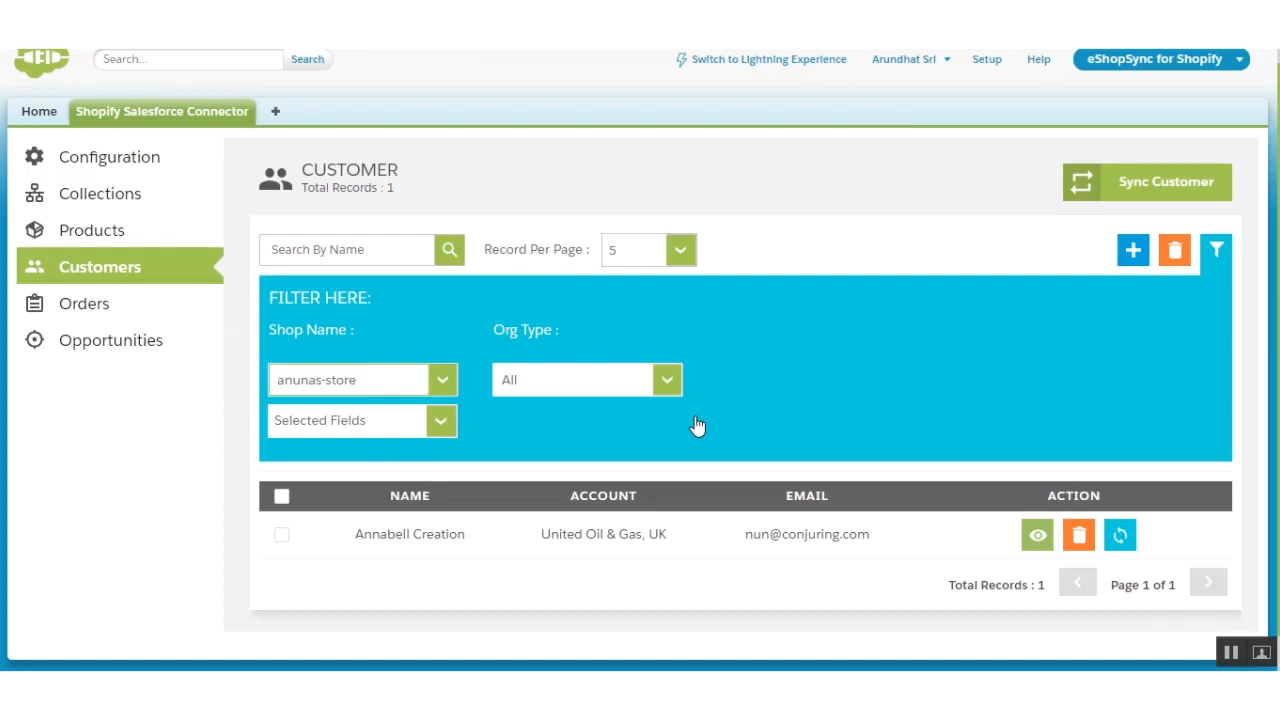 Search...
Search
Switch to Lightning Experience
Arundhat Sri
Setup
Help
eShopSync for Shopify
Home
Shopify Salesforce Connector
+
Configuration
Collections
Products
Customers
Orders
Opportunities
CUSTOMER
Total Records : 1
Sync Customer
Search By Name
Record Per Page :
5
FILTER HERE:
Shop Name :
Org Type :
anunas-store
All
Selected Fields
NAME ACCOUNT EMAIL ACTION
Annabell Creation United Oil & Gas, UK nun@conjuring.com
Total Records : 1
Page 1 of 1